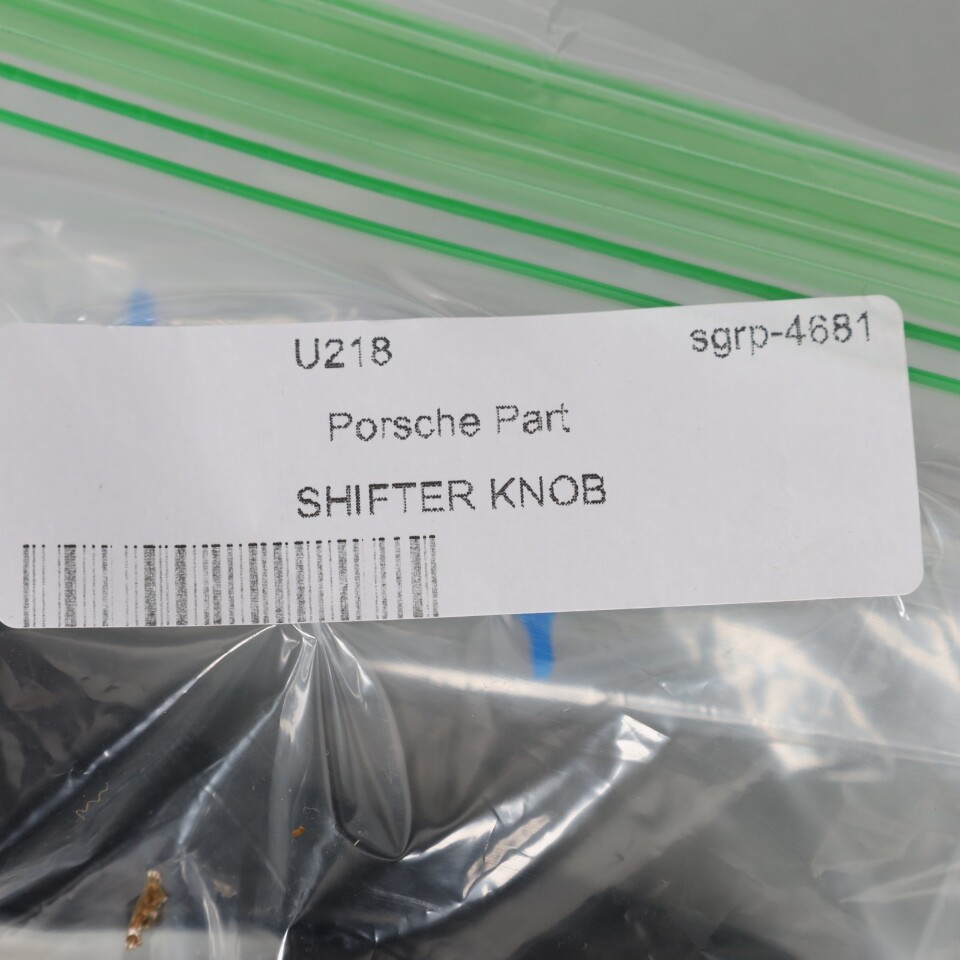 U218 sgrp-4681
Porsche Part
SHIFTER KNOB